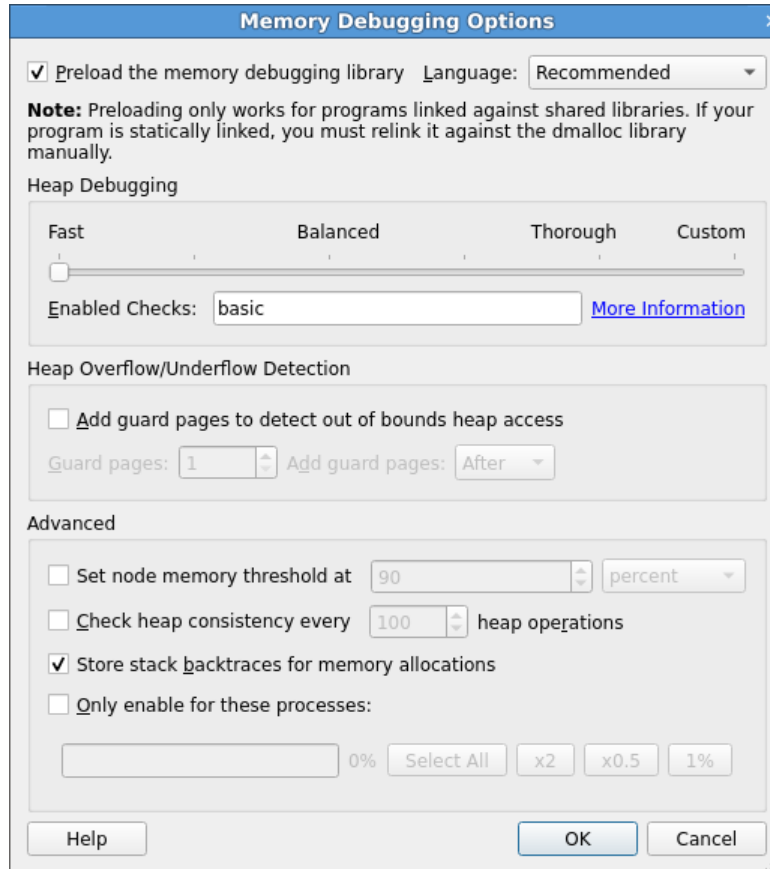 Memory Debugging Options
Preload the memory debugging library Language: Recommended
Note: Preloading only works for programs linked against shared libraries. If your
program is statically linked, you must relink it against the dmalloc library
manually.
Heap Debugging
Fast Balanced Thorough Custom
Enabled Checks: basic More Information
Heap Overflow/Underflow Detection
Add guard pages to detect out of bounds heap access
Guard pages: 1 Add guard pages: After
Advanced
Set node memory threshold at 90 percent
Check heap consistency every 100 heap operations
Store stack backtraces for memory allocations
Only enable for these processes:
0% Select All x2 x0.5 1%
Help OK Cancel